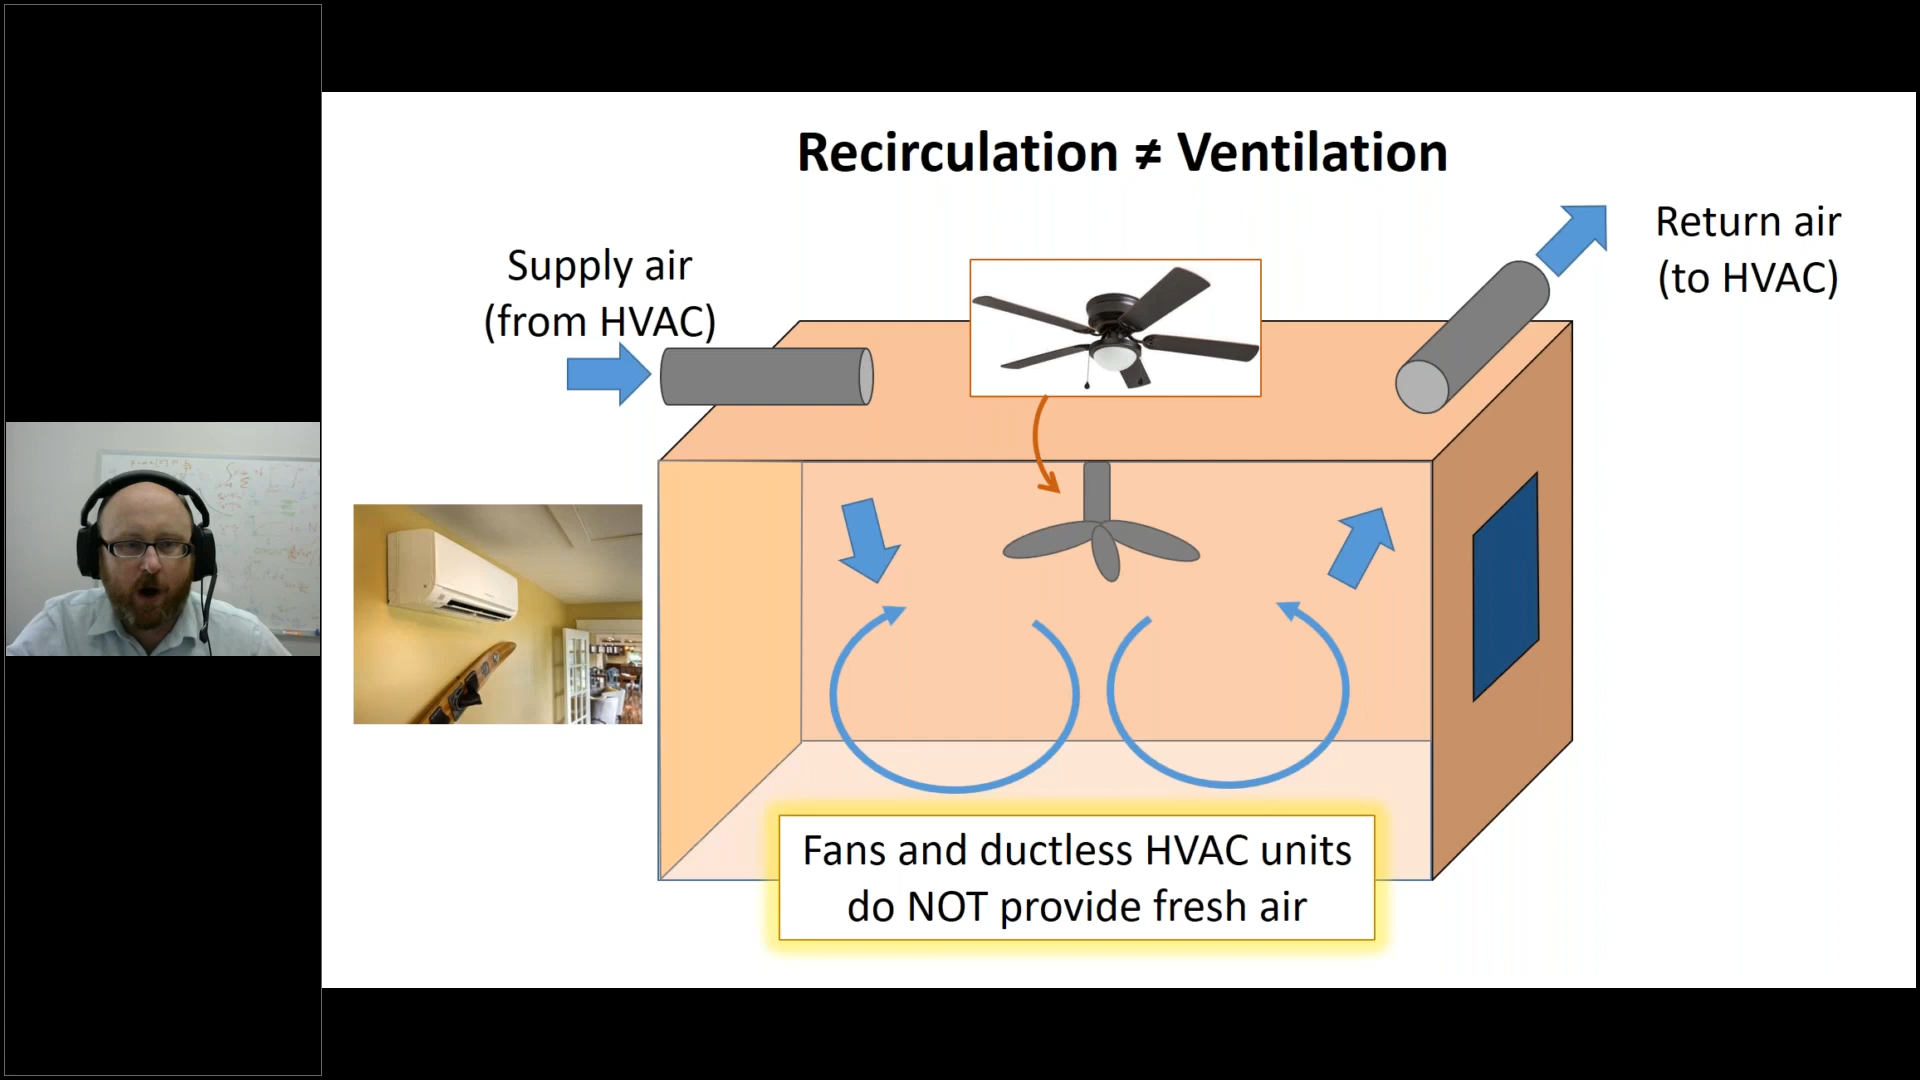 Recirculation ≠ Ventilation
Supply air
(from HVAC)
Return air
(to HVAC)
Fans and ductless HVAC units
do NOT provide fresh air